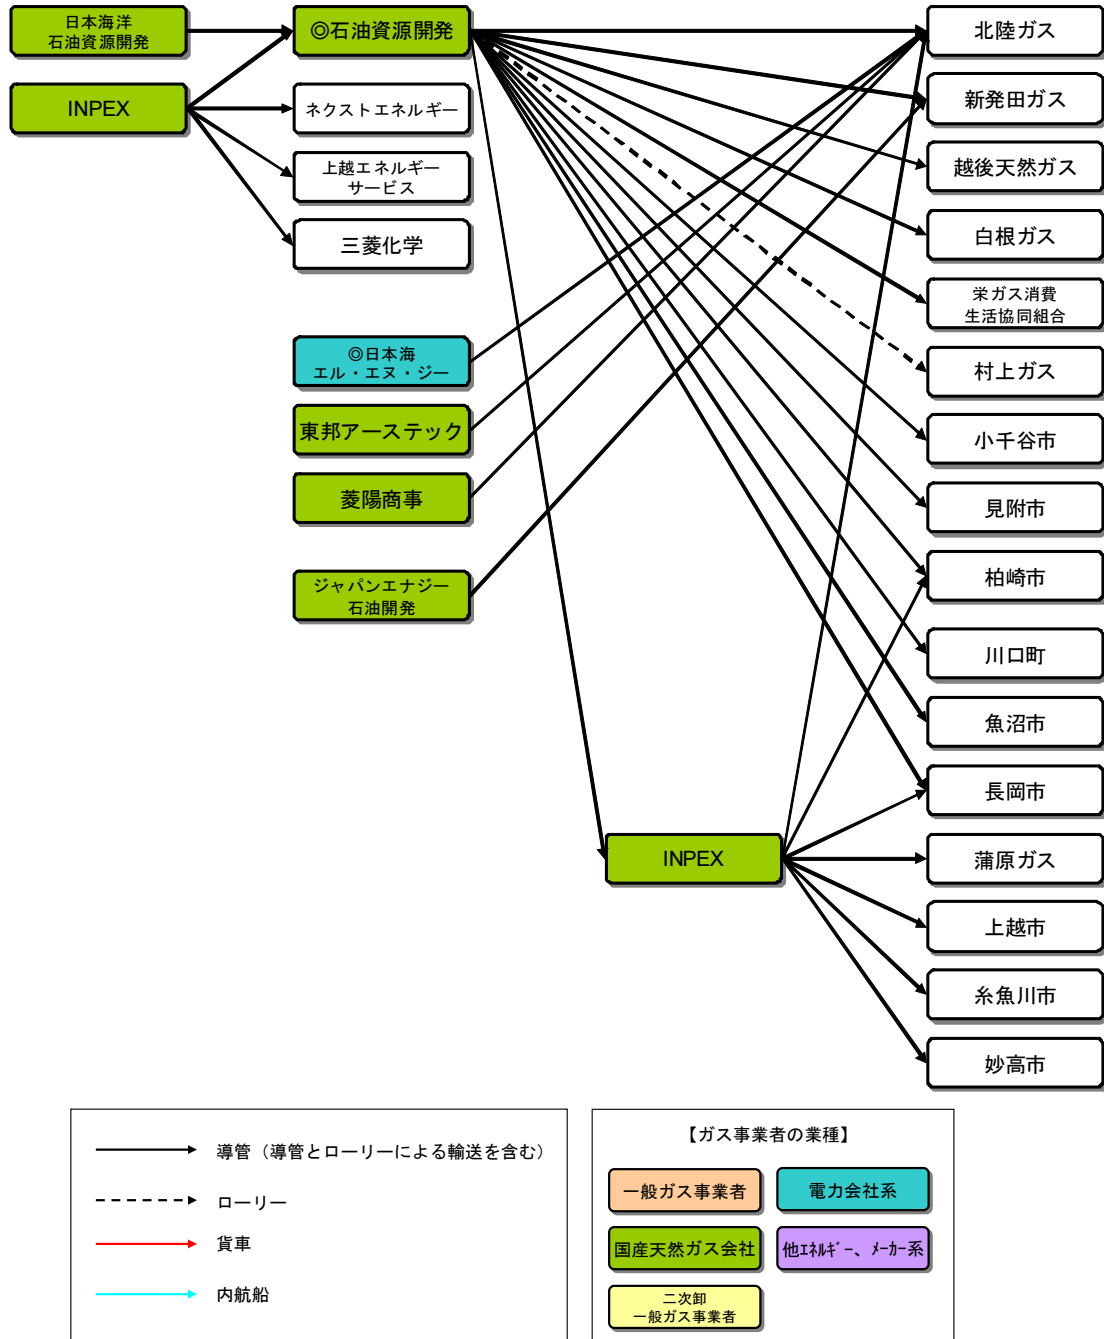 日本海洋
石油資源開発
INPEX
◎石油資源開発
ネクストエネルギー
上越エネルギー
サービス
三菱化学
◎日本海
エル・エヌ・ジー
東邦アーステック
菱陽商事
ジャパンエナジー
石油開発
INPEX
北陸ガス
新発田ガス
越後天然ガス
白根ガス
栄ガス消費
生活協同組合
村上ガス
小千谷市
見附市
柏崎市
川口町
魚沼市
長岡市
蒲原ガス
上越市
糸魚川市
妙高市
導管（導管とローリーによる輸送を含む）
ローリー
貨車
内航船
【ガス事業者の業種】
一般ガス事業者
電力会社系
国産天然ガス会社
他ｴﾈﾙｷﾞｰ、ﾒｰｶｰ系
二次卸
一般ガス事業者